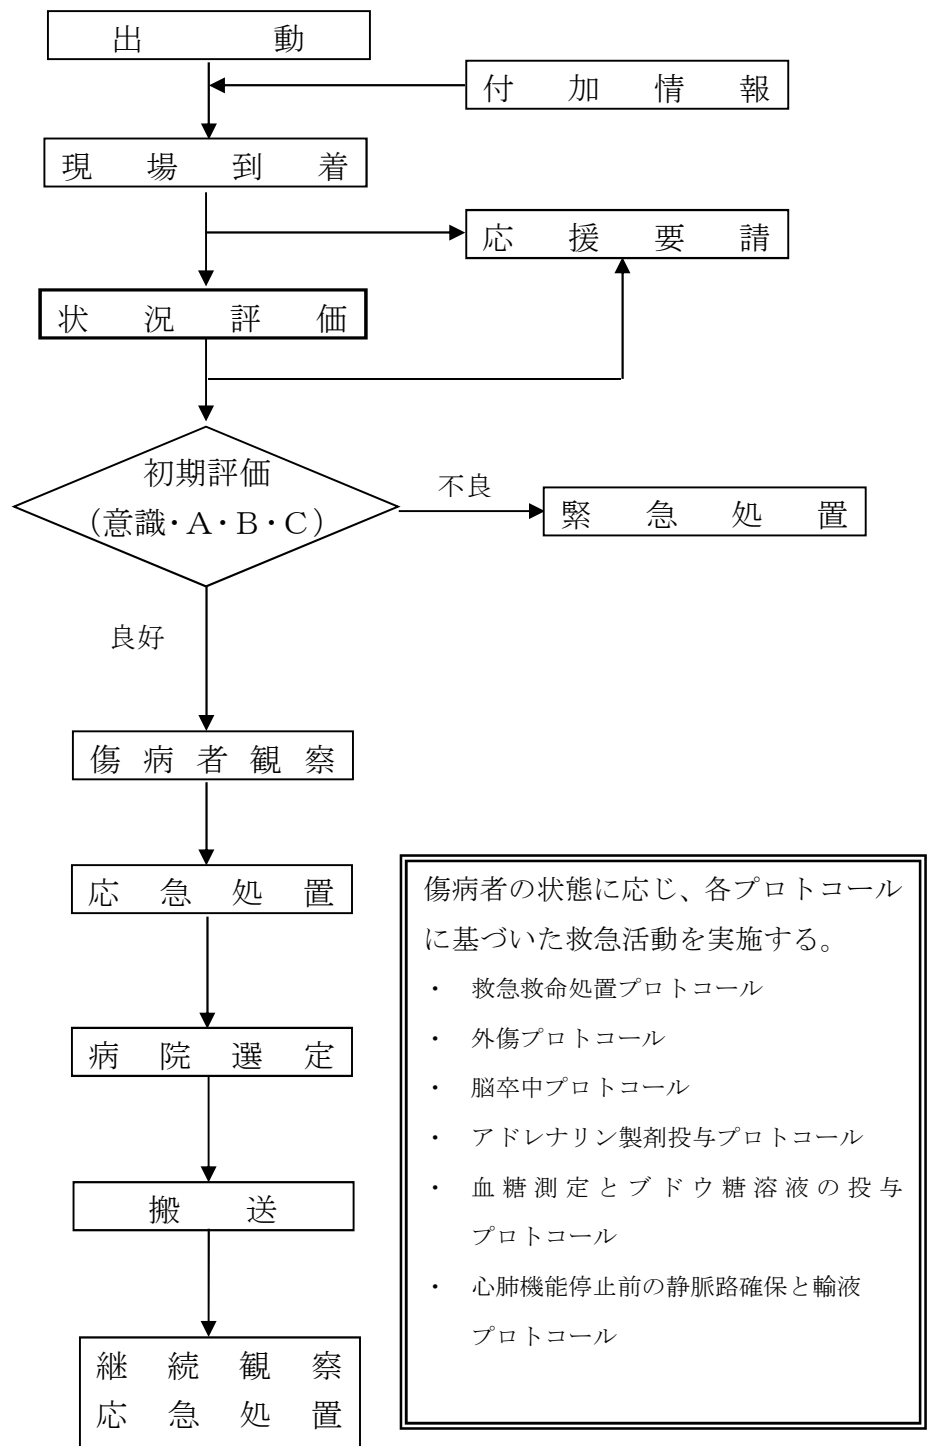 出動
付加情報
現場到着
応援要請
状況評価
初期評価
（意識・A・B・C）
不良
緊急処置
良好
傷病者観察
応急処置
病院選定
搬送
継続観察
応急処置
傷病者の状態に応じ、各プロトコール
に基づいた救急活動を実施する。
・ 救急救命処置プロトコール
・ 外傷プロトコール
・ 脳卒中プロトコール
・ アドレナリン製剤投与プロトコール
・ 血糖測定とブドウ糖溶液の投与
プロトコール
・ 心肺機能停止前の静脈路確保と輸液
プロトコール